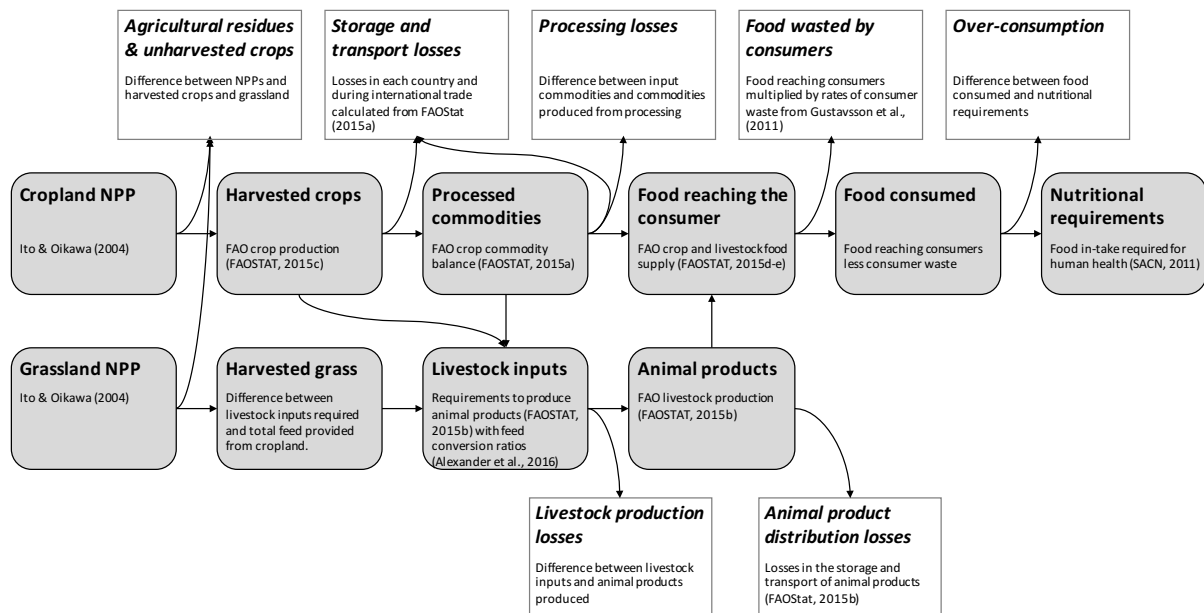 Agricultural residues
& unharvested crops
Difference between NPPs and
harvested crops and grassland
Storage and
transport losses
Losses in each country and
during international trade
calculated from FAOStat
(2015a)
Processing losses
Difference between input
commodities and commodities
produced from processing
Food wasted by
consumers
Food reaching consumers
multiplied by rates of consumer
waste from Gustavsson et al.,
(2011)
Over-consumption
Difference between food
consumed and nutritional
requirements
Cropland NPP
Ito & Oikawa (2004)
Harvested crops
FAO crop production
(FAOSTAT, 2015c)
Processed
commodities
FAO crop commodity
balance (FAOSTAT, 2015a)
Food reaching the
consumer
FAO crop and livestock food
supply (FAOSTAT, 2015d-e)
Food consumed
Food reaching consumers
less consumer waste
Nutritional
requirements
Food in-take required for
human health (SACN, 2011)
Grassland NPP
Ito & Oikawa (2004)
Harvested grass
Difference between
livestock inputs required
and total feed provided
from cropland.
Livestock inputs
Requirements to produce
animal products (FAOSTAT,
2015b) with feed
conversion ratios
(Alexander et al., 2016)
Animal products
FAO livestock production
(FAOSTAT, 2015b)
Livestock production
losses
Difference between livestock
inputs and animal products
produced
Animal product
distribution losses
Losses in the storage and
transport of animal products
(FAOStat, 2015b)